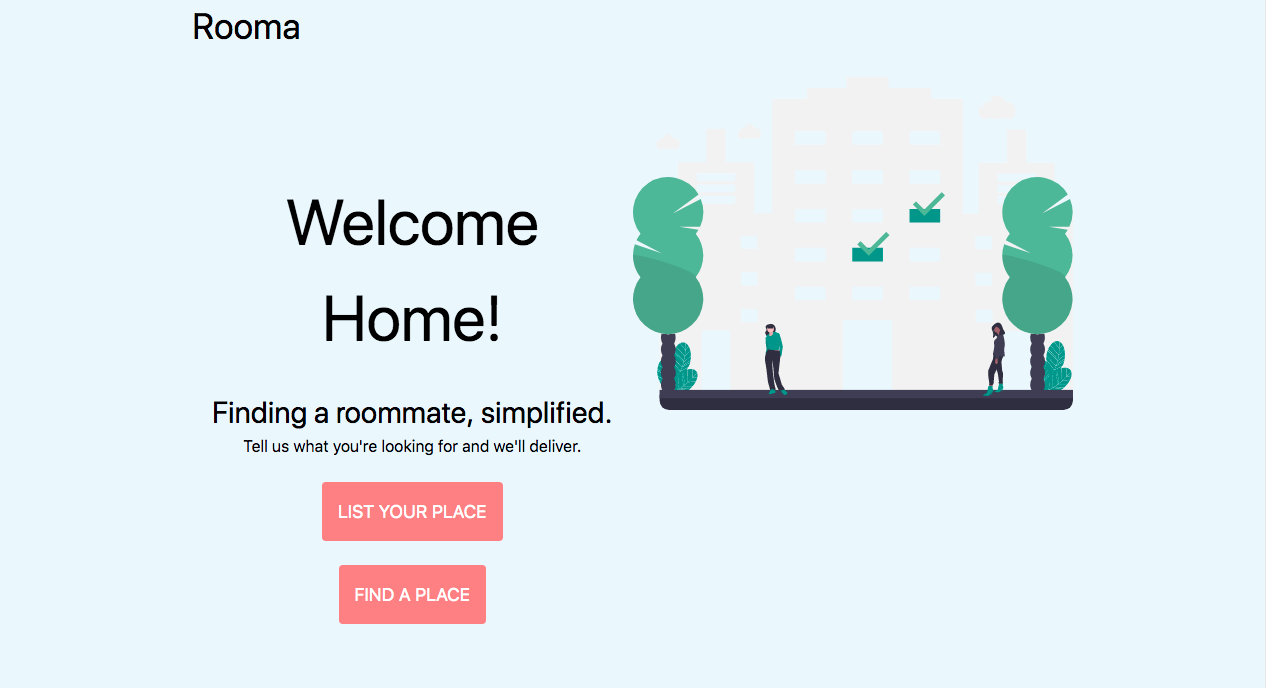 Rooma
Welcome
Home!
Finding a roommate, simplified.
Tell us what you're looking for and we'll deliver.
LIST YOUR PLACE
FIND A PLACE